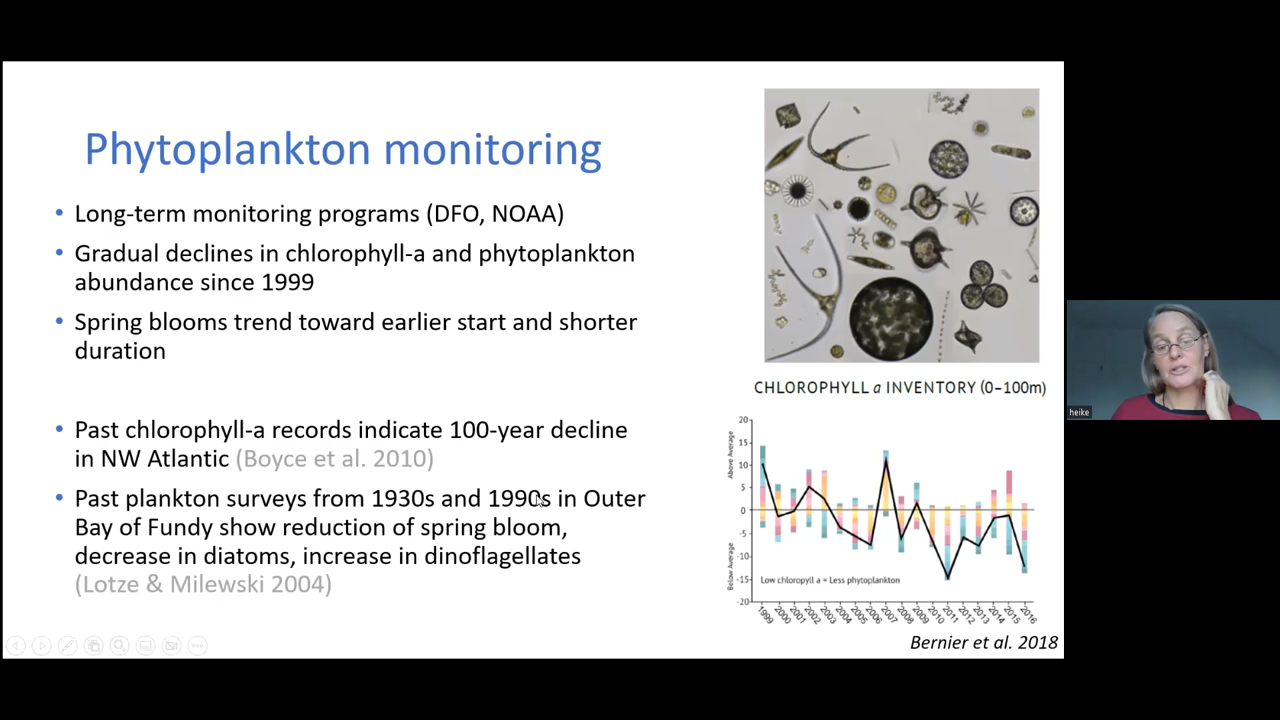 Phytoplankton monitoring
• Long-term monitoring programs (DFO, NOAA)
• Gradual declines in chlorophyll-a and phytoplankton
abundance since 1999
• Spring blooms trend toward earlier start and shorter
duration
• Past chlorophyll-a records indicate 100-year decline
in NW Atlantic (Boyce et al. 2010)
• Past plankton surveys from 1930s and 1990s in Outer
Bay of Fundy show reduction of spring bloom,
decrease in diatoms, increase in dinoflagellates
(Lotze & Milewski 2004)
CHLOROPHYLL a INVENTORY (0–100m)
Above Average
Below Average
20
15
10
5
0
-5
-10
-15
-20
Low chloropyll a = Less phytoplankton
1999 2000 2001 2002 2003 2004 2005 2006 2007 2008 2009 2010 2011 2012 2013 2014 2015 2016
Bernier et al. 2018
heike